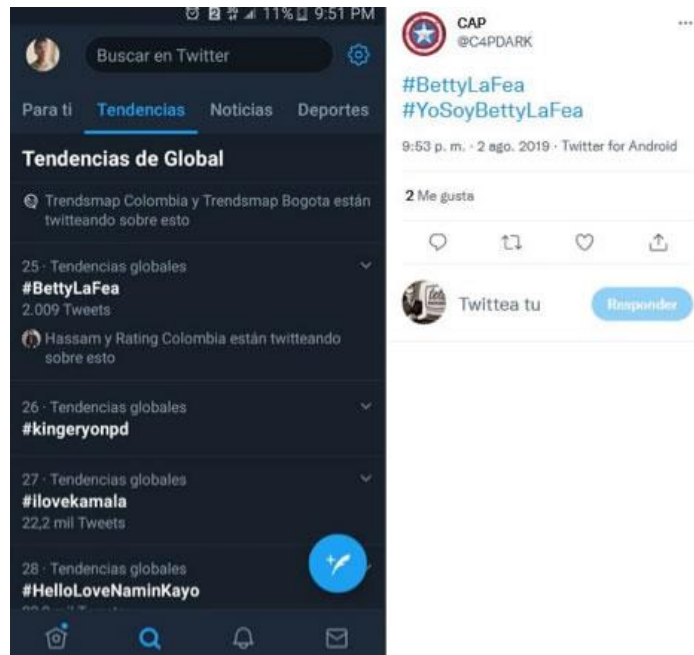 11% 9:51 PM
Buscar en Twitter
Para ti Tendencias Noticias Deportes
Tendencias de Global
Trendsmap Colombia y Trendsmap Bogota están
twitteando sobre esto
25 · Tendencias globales
#BettyLaFea
2.009 Tweets
Hassam y Rating Colombia están twitteando
sobre esto
26 · Tendencias globales
#kingeryonpd
27 · Tendencias globales
#ilovekamala
22,2 mil Tweets
28 · Tendencias globales
#HelloLoveNaminKayo
CAP
@C4PDARK
#BettyLaFea
#YoSoyBettyLaFea
9:53 p. m. · 2 ago. 2019 · Twitter for Android
2 Me gusta
Twittea tu
Responder